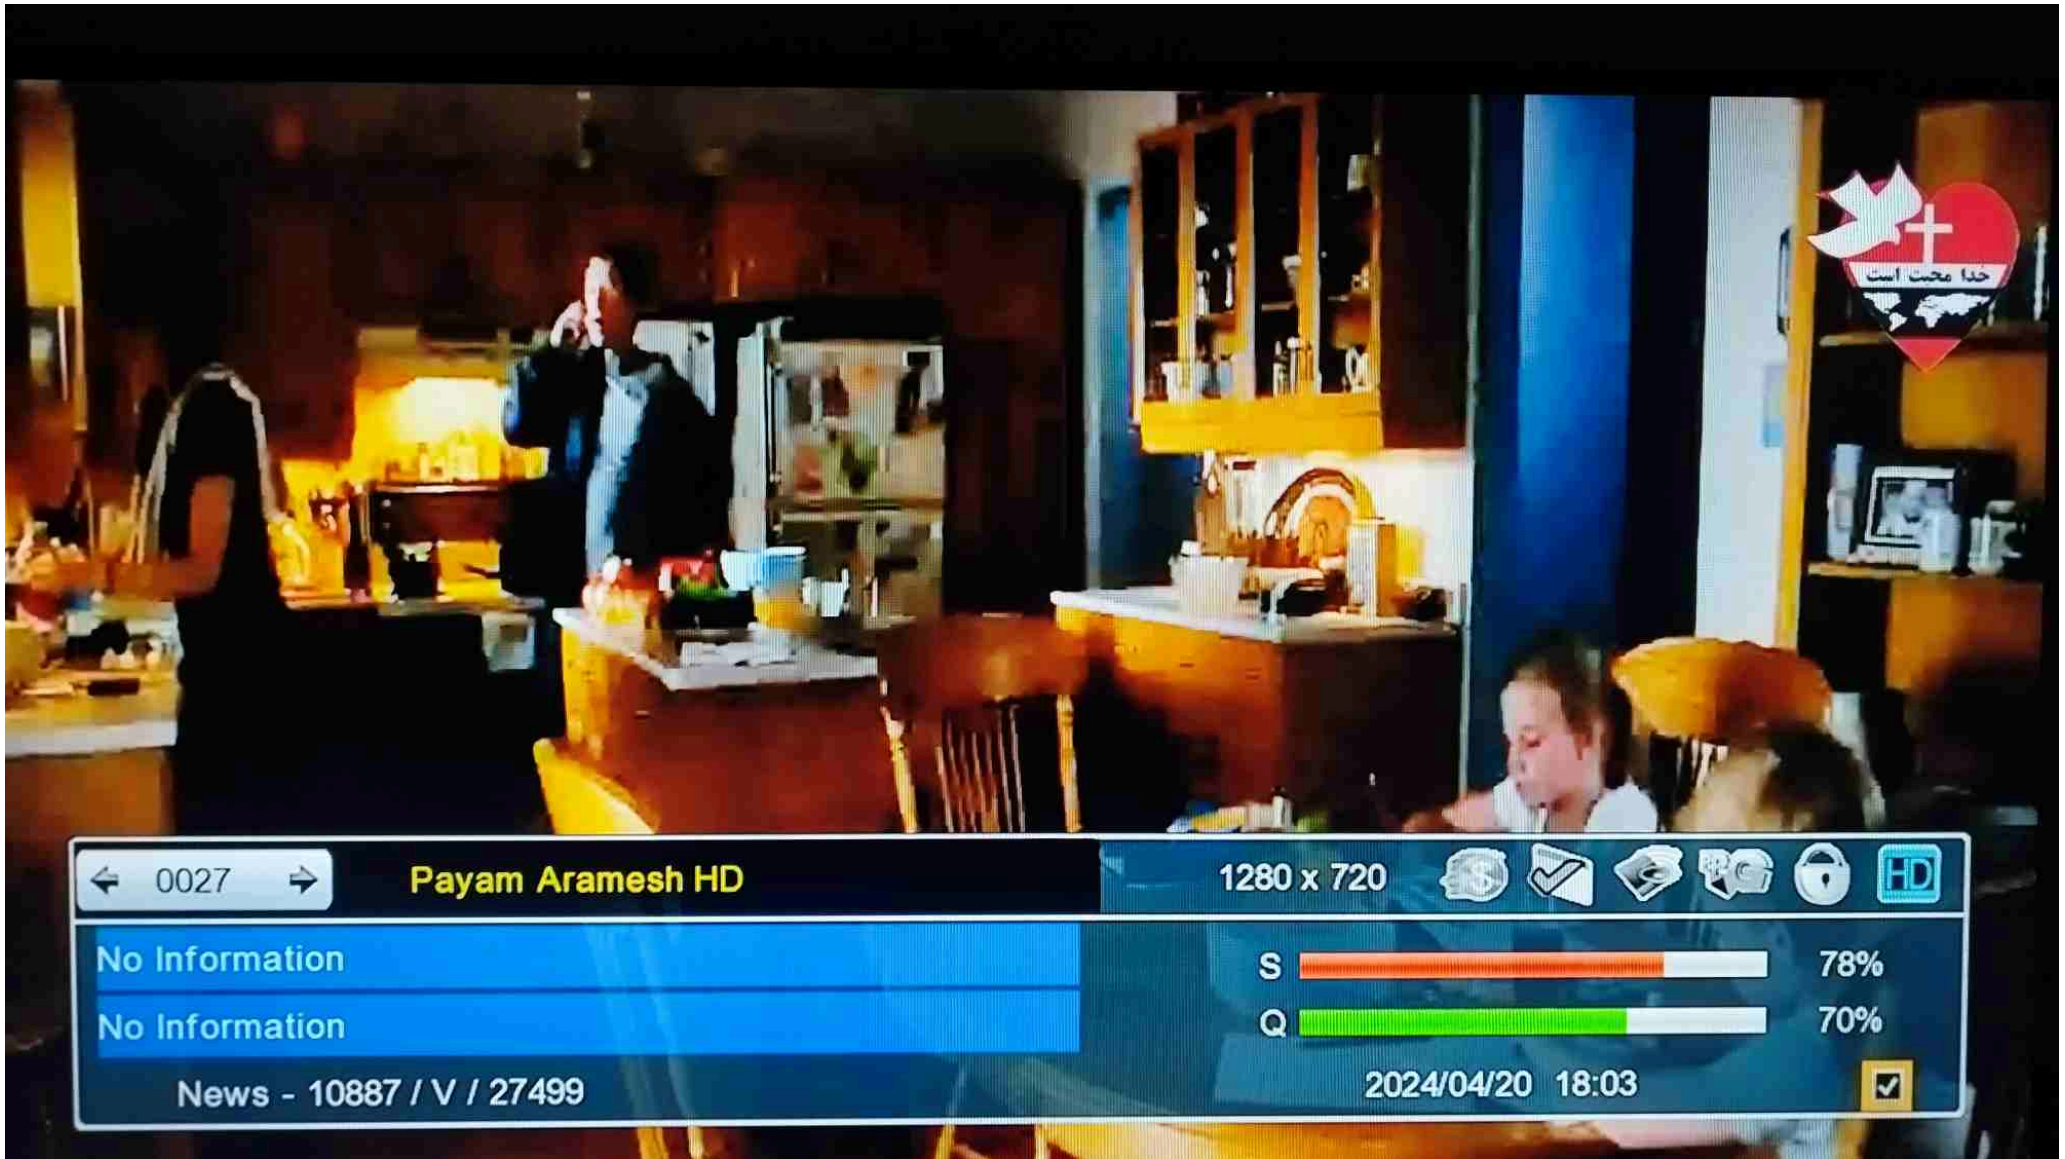 خدا محبت است
0027
Payam Aramesh HD
1280 x 720
HD
No Information
S 78%
No Information
Q 70%
News - 10887 / V / 27499
2024/04/20 18:03